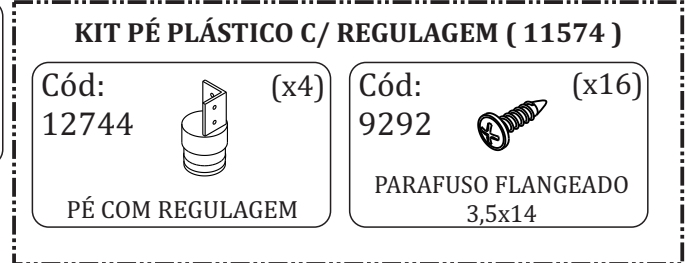 KIT PÉ PLÁSTICO C/ REGULAGEM ( 11574 )
Cód: (x4)
12744
PÉ COM REGULAGEM
Cód: (x16)
9292
PARAFUSO FLANGEADO
3,5x14